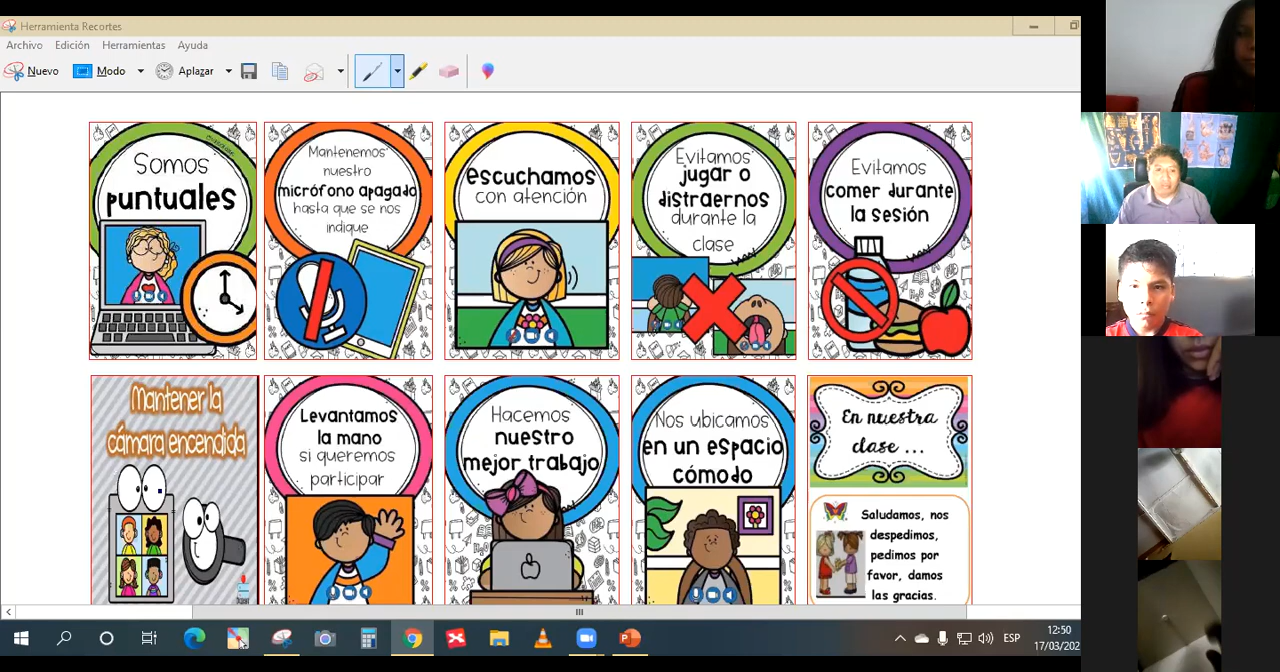 Herramienta Recortes
Archivo Edición Herramientas Ayuda
Nuevo Modo Aplazar
Somos
puntuales
Mantenemos
nuestro
micrófono apagado
hasta que se nos
indique
escuchamos
con atención
Evitamos
jugar o
distraernos
durante la
clase
Evitamos
comer durante
la sesión
Mantener la
cámara encendida
Levantamos
la mano
si queremos
participar
Hacemos
nuestro
mejor trabajo
Nos ubicamos
en un espacio
cómodo
En nuestra
clase ...
Saludamos, nos
despedimos,
pedimos por
favor, damos
las gracias.
ESP
12:50
17/03/202